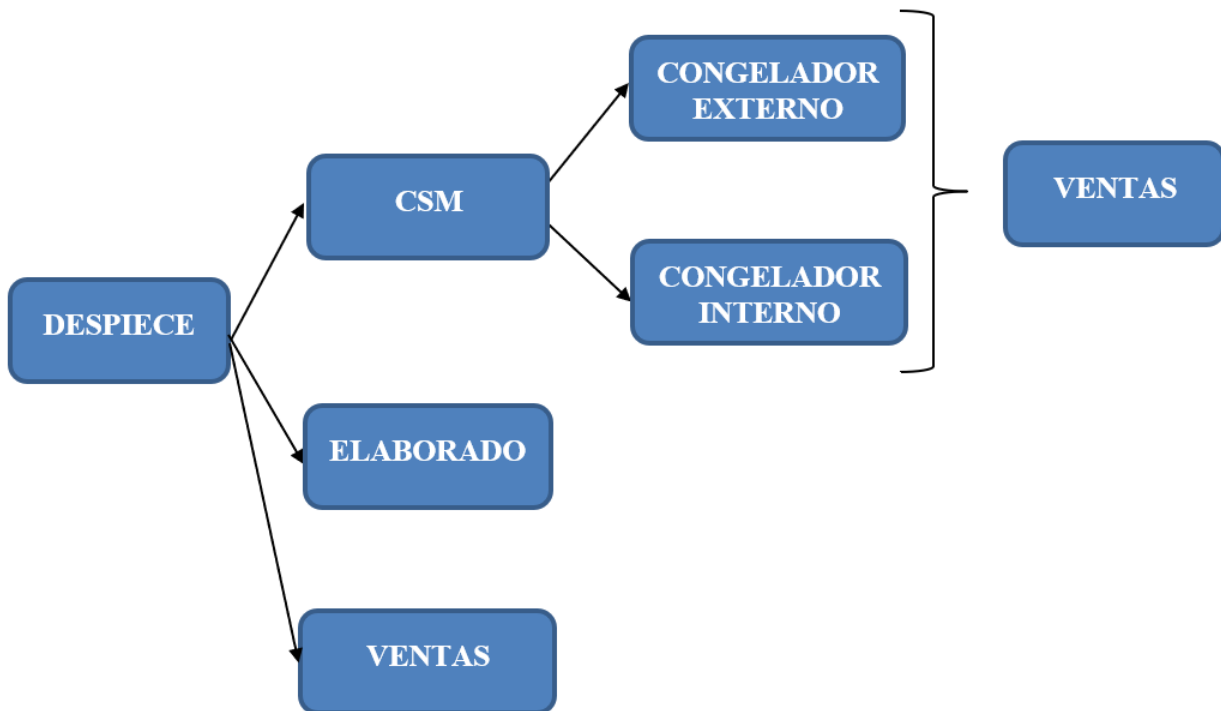 DESPIECE
CSM
ELABORADO
VENTAS
CONGELADOR
EXTERNO
CONGELADOR
INTERNO
VENTAS